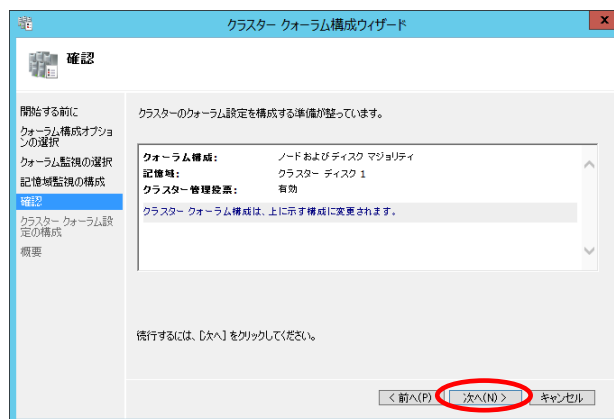 クラスター クォーラム構成ウィザード
x
確認
開始する前に
クォーラム構成オプショ
ンの選択
クォーラム監視の選択
記憶域監視の構成
確認
クラスター クォーラム設
定の構成
概要
クラスターのクォーラム設定を構成する準備が整っています。
クォーラム構成: ノードおよびディスク マジョリティ
記憶域: クラスター ディスク 1
クラスター管理投票: 有効
クラスター クォーラム構成は、上に示す構成に変更されます。
続行するには、[次へ] をクリックしてください。
< 前へ(P) 次へ(N) > キャンセル